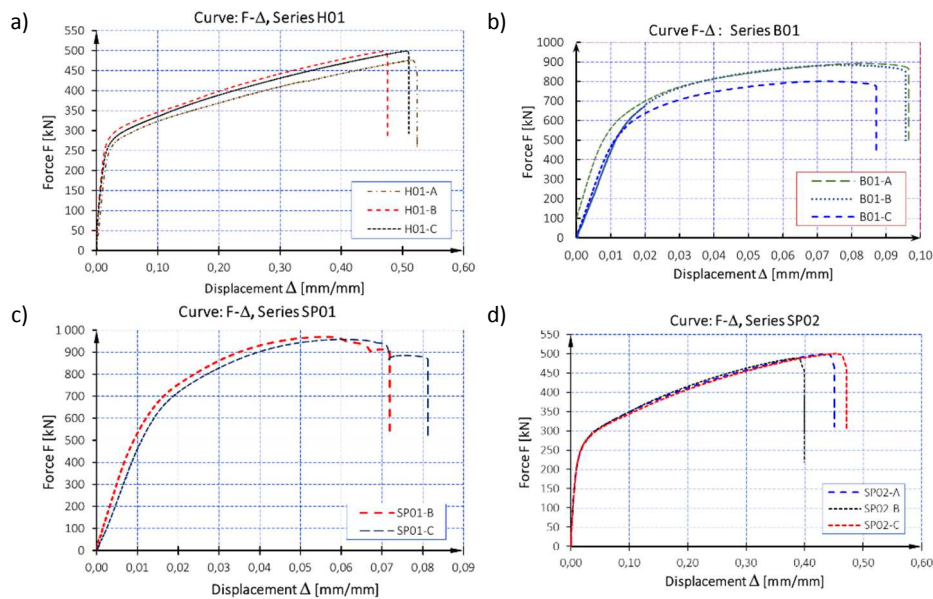 a)
Curve: F-Δ, Series H01
550
500
450
400
350
300
250
200
150
100
50
0
Force F [kN]
H01-A
H01-B
H01-C
0,00 0,10 0,20 0,30 0,40 0,50 0,60
Displacement Δ [mm/mm]
b)
Curve F-Δ : Series B01
1000
900
800
700
600
500
400
300
200
100
0
Force F [kN]
B01-A
B01-B
B01-C
0,00 0,01 0,02 0,03 0,04 0,05 0,06 0,07 0,08 0,09 0,10
Displacement Δ [mm/mm]
c)
Curve: F-Δ, Series SP01
1 000
900
800
700
600
500
400
300
200
100
0
Force F [kN]
SP01-B
SP01-C
0,00 0,01 0,02 0,03 0,04 0,05 0,06 0,07 0,08 0,09
Displacement Δ [mm/mm]
d)
Curve: F-Δ, Series SP02
550
500
450
400
350
300
250
200
150
100
50
0
Force F [kN]
SP02-A
SP02-B
SP02-C
0,00 0,10 0,20 0,30 0,40 0,50 0,60
Displacement Δ [mm/mm]